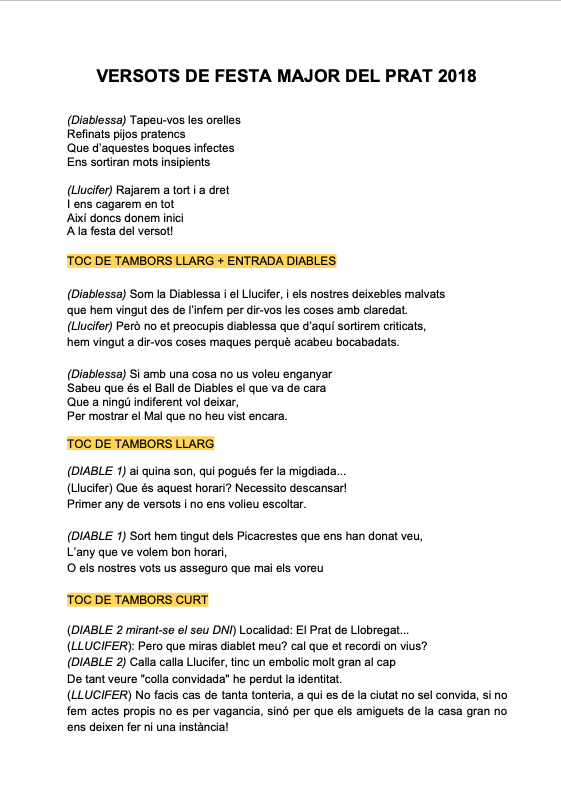 VERSOTS DE FESTA MAJOR DEL PRAT 2018
(Diablessa) Tapeu-vos les orelles
Refinats pijos pratencs
Que d'aquestes boques infectes
Ens sortiran mots insipients
(Llucifer) Rajarem a tort i a dret
I ens cagarem en tot
Així doncs donem inici
A la festa del versot!
TOC DE TAMBORS LLARG + ENTRADA DIABLES
(Diablessa) Som la Diablessa i el Llucifer, i els nostres deixebles malvats
que hem vingut des de l'infern per dir-vos les coses amb claredat.
(Llucifer) Però no et preocupis diablessa que d'aquí sortirem criticats,
hem vingut a dir-vos coses maques perquè acabeu bocabadats.
(Diablessa) Si amb una cosa no us voleu enganyar
Sabeu que és el Ball de Diables el que va de cara
Que a ningú indiferent vol deixar,
Per mostrar el Mal que no heu vist encara.
TOC DE TAMBORS LLARG
(DIABLE 1) ai quina son, qui pogués fer la migdiada...
(Llucifer) Que és aquest horari? Necessito descansar!
Primer any de versots i no ens volieu escoltar.
(DIABLE 1) Sort hem tingut dels Picacrestes que ens han donat veu,
L'any que ve volem bon horari,
O els nostres vots us asseguro que mai els voreu
TOC DE TAMBORS CURT
(DIABLE 2 mirant-se el seu DNI) Localidad: El Prat de Llobregat...
(LLUCIFER): Pero que miras diablet meu? cal que et recordi on vius?
(DIABLE 2) Calla calla Llucifer, tinc un embolic molt gran al cap
De tant veure "colla convidada" he perdut la identitat.
(LLUCIFER) No facis cas de tanta tonteria, a qui es de la ciutat no sel convida, si no
fem actes propis no es per vagancia, sinó per que els amiguets de la casa gran no
ens deixen fer ni una instància!